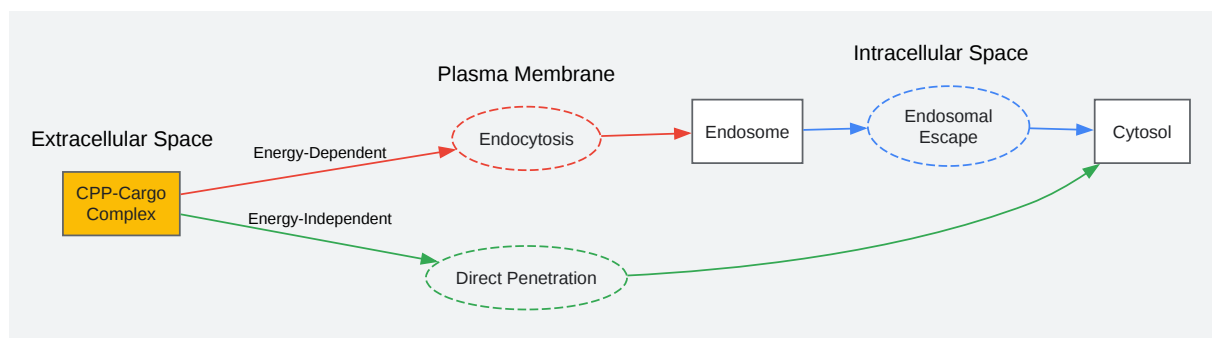 Extracellular Space
CPP-Cargo
Complex
Energy-Dependent
Energy-Independent
Plasma Membrane
Endocytosis
Direct Penetration
Endosome
Intracellular Space
Endosomal
Escape
Cytosol